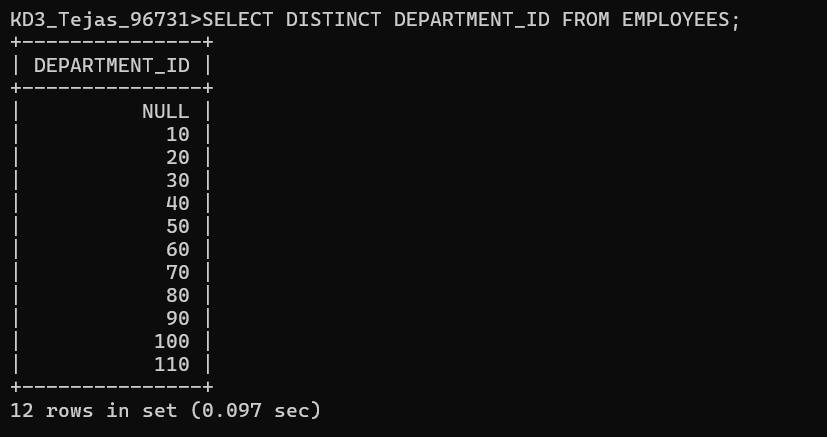 KD3_Tejas_96731>SELECT DISTINCT DEPARTMENT_ID FROM EMPLOYEES;
+---------------+
| DEPARTMENT_ID |
+---------------+
|          NULL |
|            10 |
|            20 |
|            30 |
|            40 |
|            50 |
|            60 |
|            70 |
|            80 |
|            90 |
|           100 |
|           110 |
+---------------+
12 rows in set (0.097 sec)